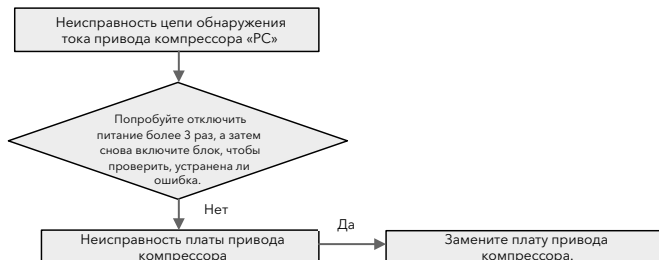 Неисправность цепи обнаружения
тока привода компрессора «PC»
Попробуйте отключить
питание более 3 раз, а затем
снова включите блок, чтобы
проверить, устранена ли
ошибка.
Нет
Неисправность платы привода
компрессора
Да
Замените плату привода
компрессора.